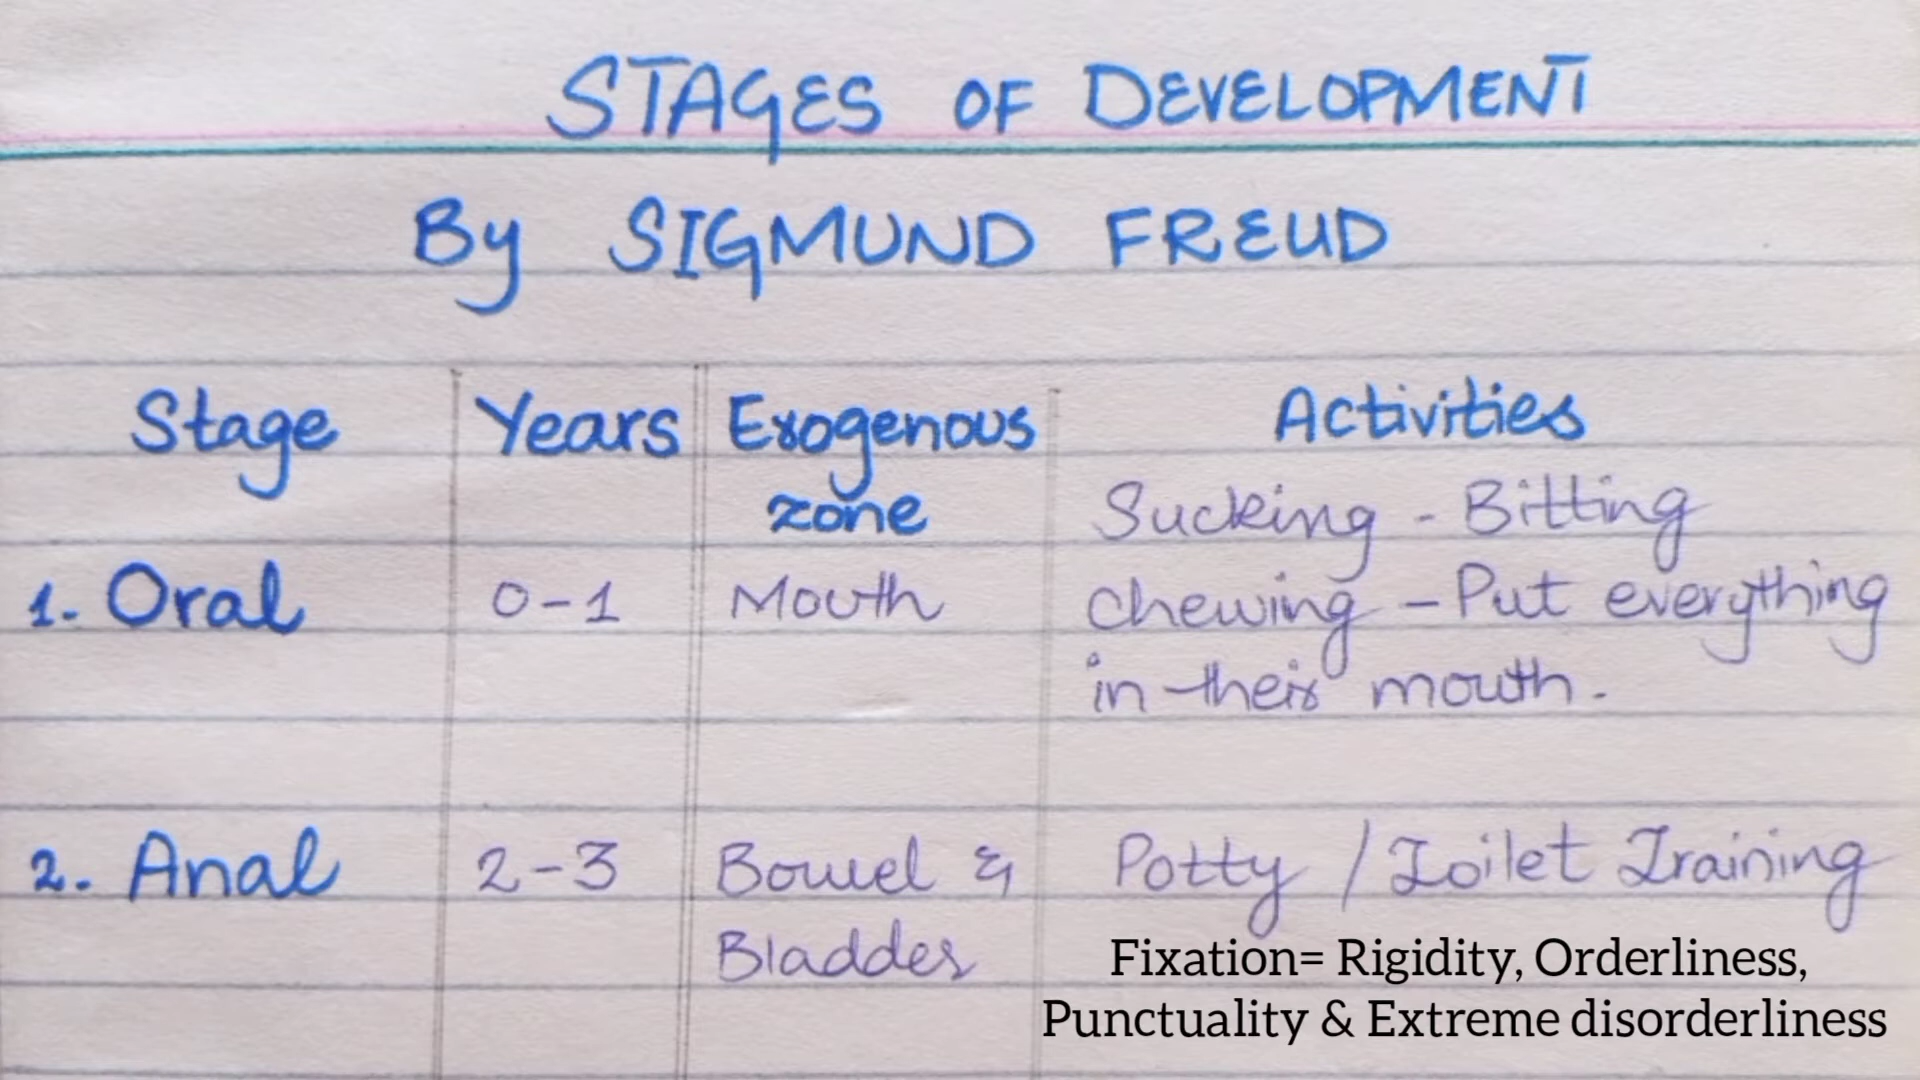 STAGES OF DEVELOPMENT
By SIGMUND FREUD
Stage Years Exogenous Activities
zone Sucking - Bitting
1. Oral 0-1 Mouth Chewing - Put everything
in their mouth.
2. Anal 2-3 Bowel & Potty / Toilet Training
Bladder Fixation= Rigidity, Orderliness,
Punctuality & Extreme disorderliness